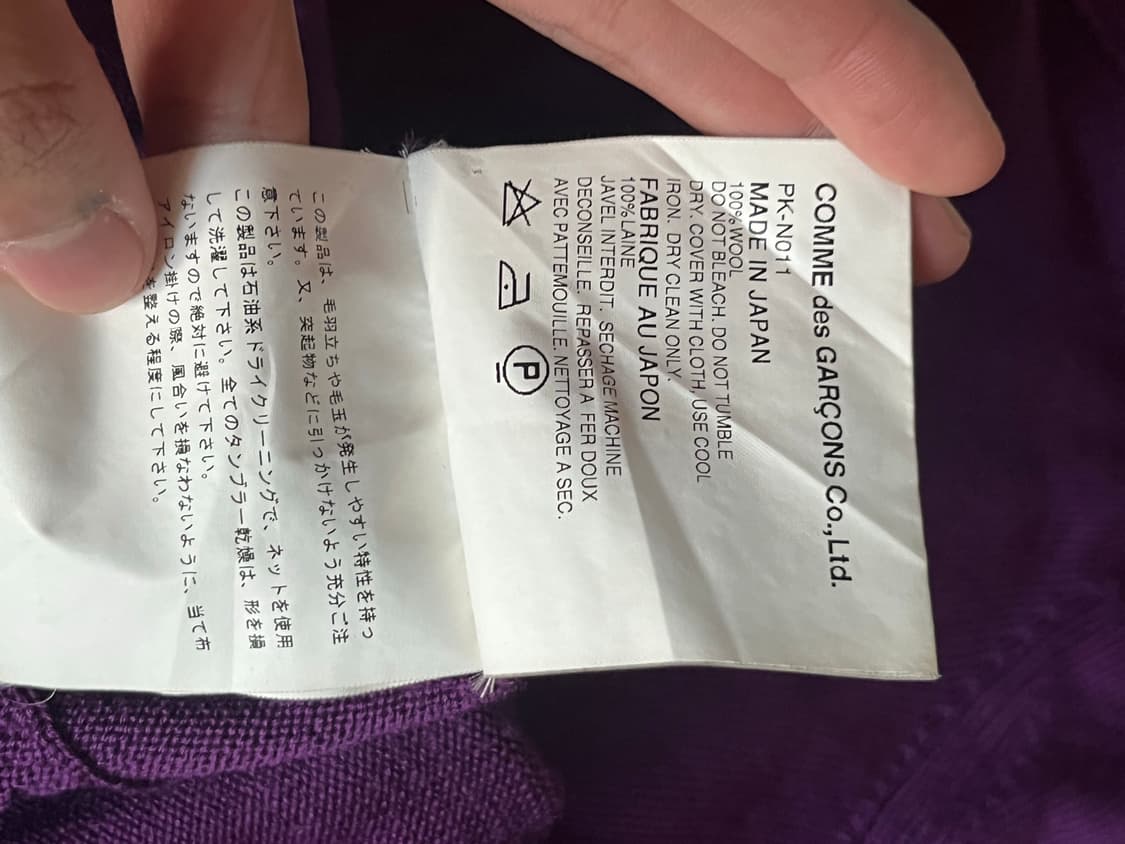 COMME des GARÇONS Co.,Ltd.
PK-N011
MADE IN JAPAN
100% WOOL
DO NOT BLEACH. DO NOT TUMBLE
DRY. COVER WITH CLOTH, USE COOL
IRON. DRY CLEAN ONLY.
FABRIQUE AU JAPON
100% LAINE
JAVEL INTERDIT. SECHAGE MACHINE
DECONSEILLE. REPASSER A FER DOUX
AVEC PATTEMOUILLE. NETTOYAGE A SEC.
P
この製品は、毛羽立ちや毛玉が発生しやすい特性を持っ
ています。又、突起物などに引っかけないよう充分ご注
意下さい。
この製品は石油系ドライクリーニングで、ネットを使用
して洗濯して下さい。全てのタンブラー乾燥は、形を損
ないますので絶対に避けて下さい。
アイロン掛けの際、風合いを損なわないように、当て布
を整える程度にして下さい。